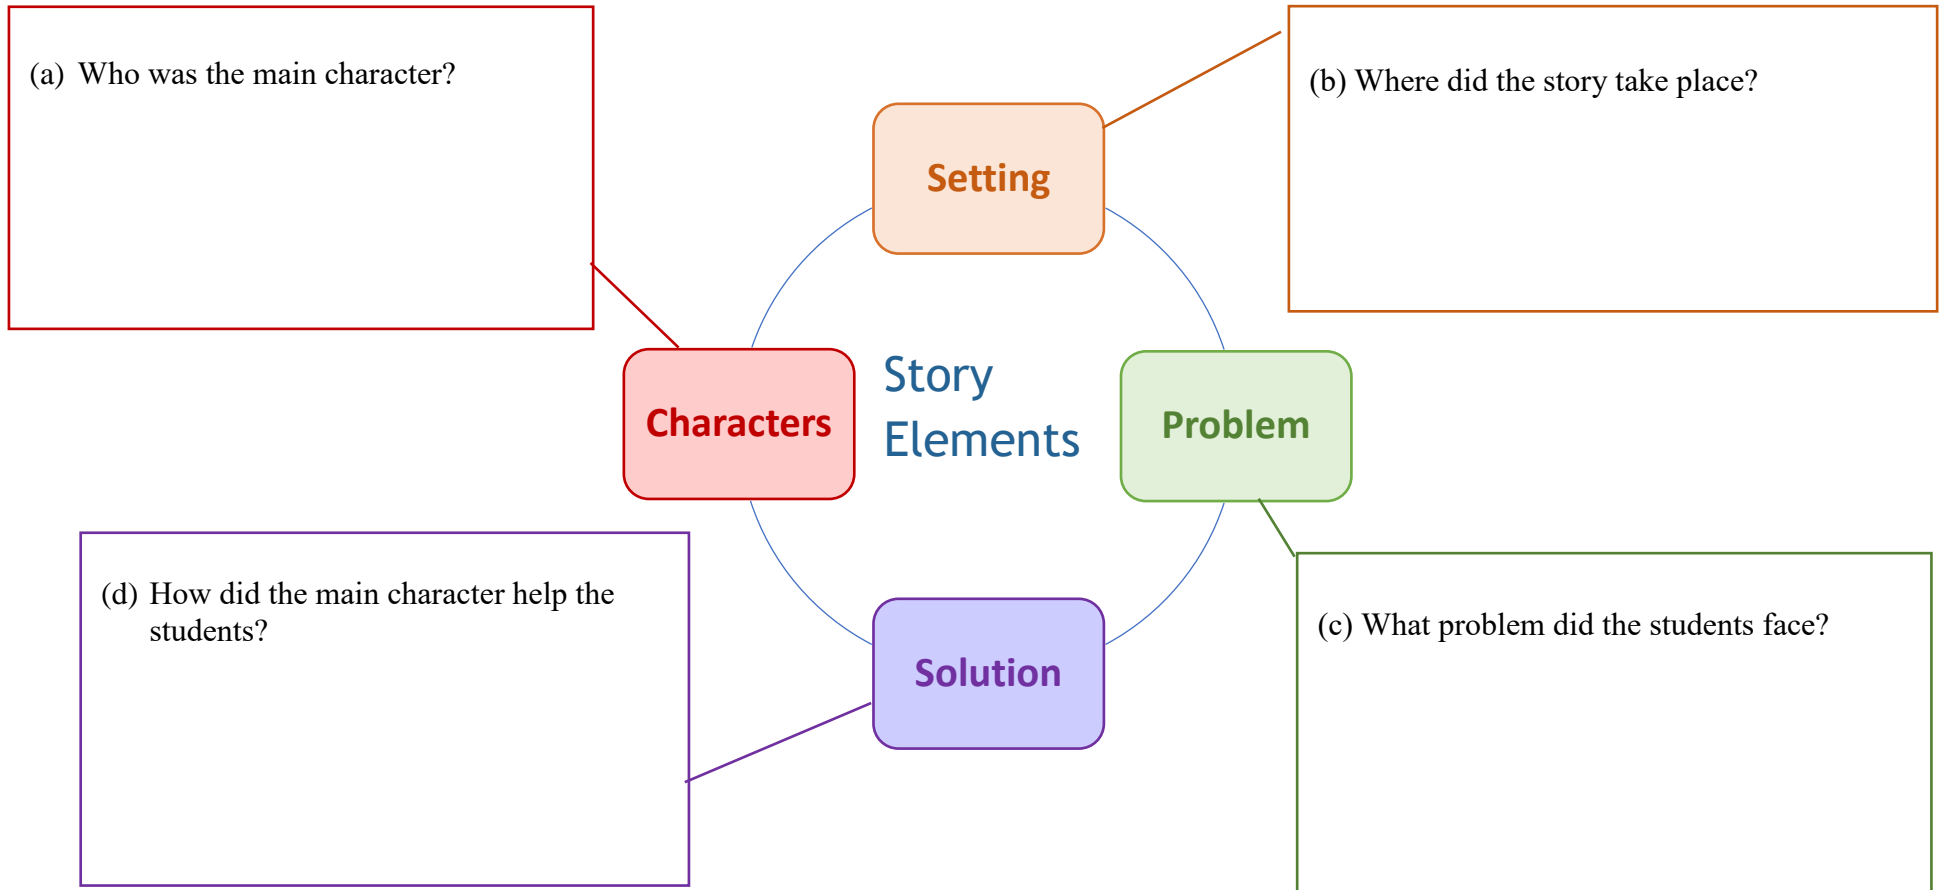 (a) Who was the main character?
(b) Where did the story take place?
Setting
Story
Elements
Characters
Problem
(d) How did the main character help the
students?
(c) What problem did the students face?
Solution